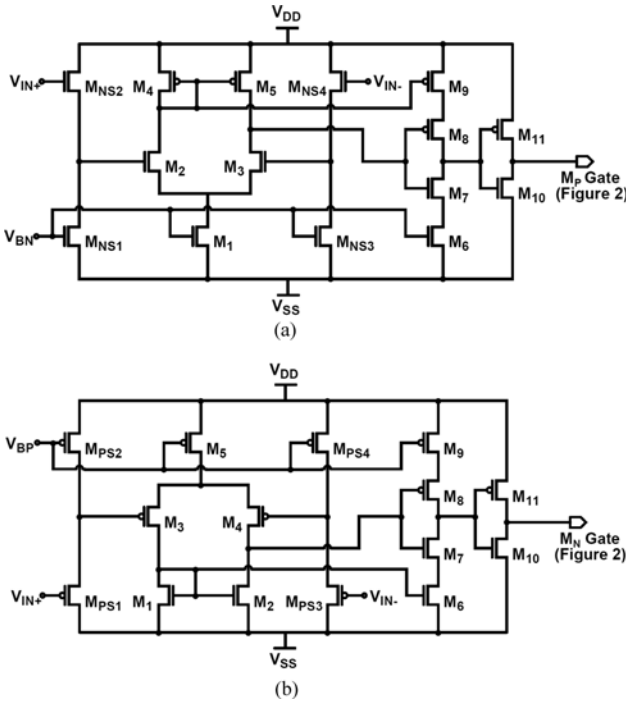 VDD
VIN+ MNS2 M4 M5 MNS4 VIN- M9
M8 M11
M2 M3 MP Gate
(Figure 2)
M7 M10
VBN MNS1 M1 MNS3 M6
VSS
(a)
VDD
VBP MPS2 M5 MPS4 M9
M8 M11
M3 M4 MN Gate
(Figure 2)
M7 M10
VIN+ MPS1 M1 M2 MPS3 VIN- M6
VSS
(b)